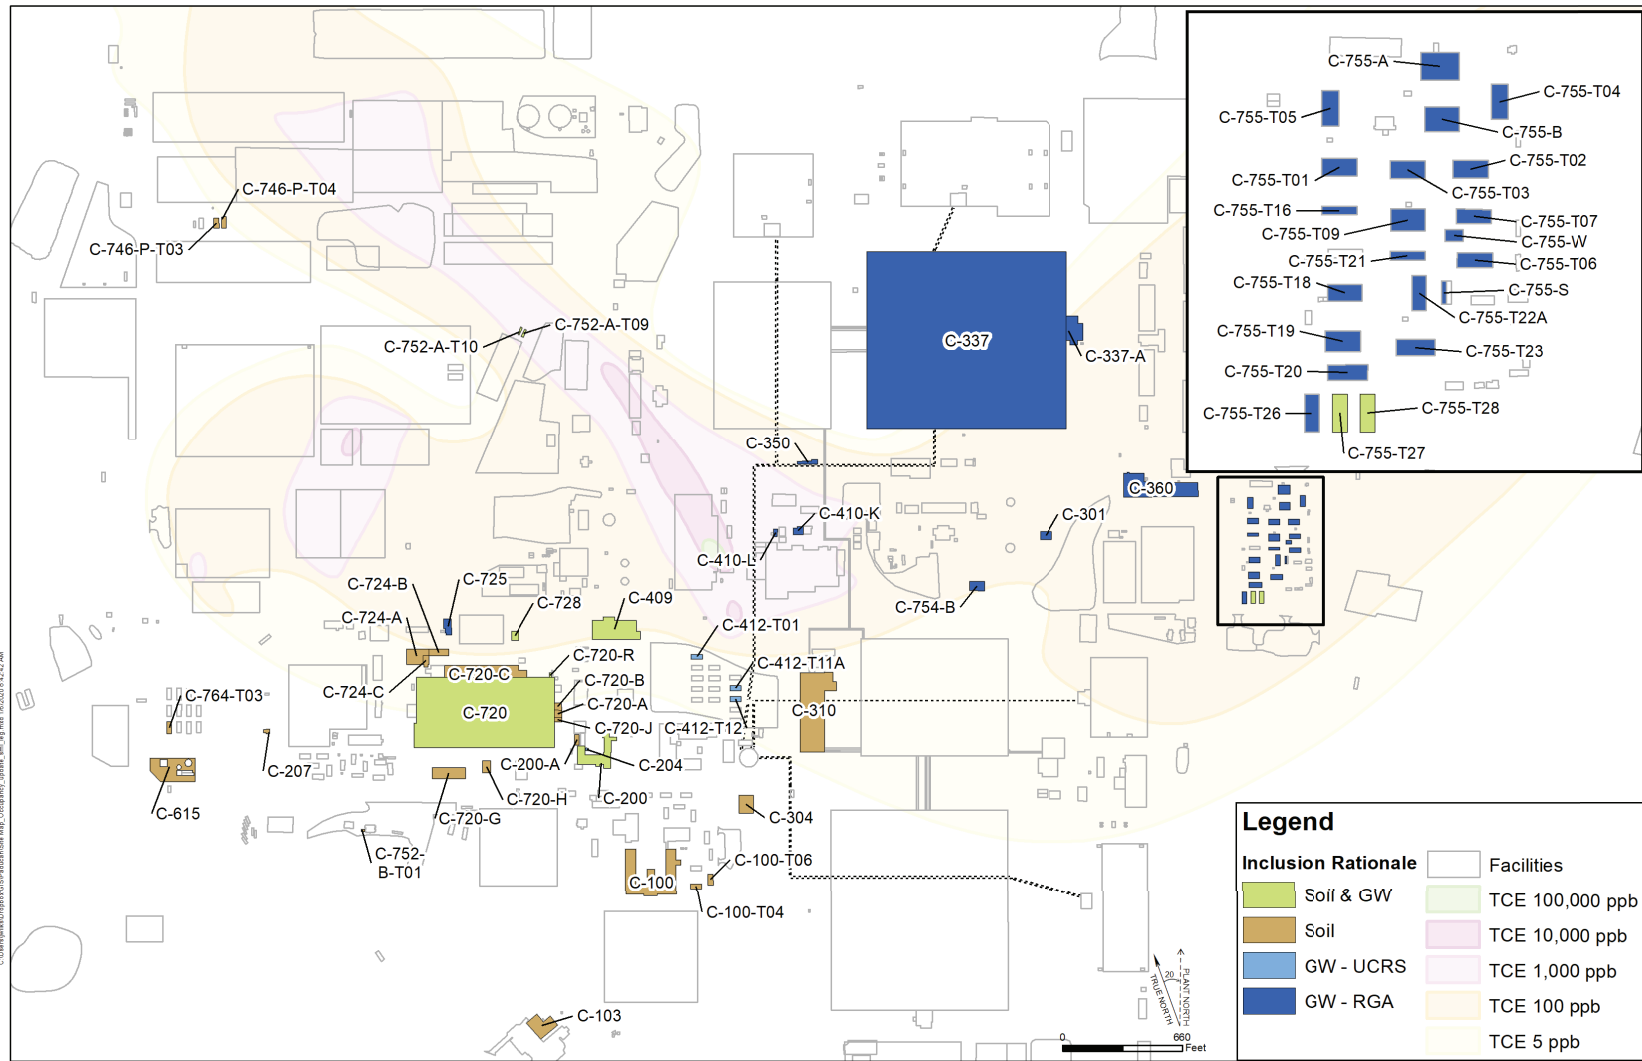 C-755-A
C-755-T04
C-755-T05
C-755-B
C-755-T02
C-755-T01
C-755-T03
C-755-T16
C-755-T07
C-755-T09
C-755-W
C-755-T21
C-755-T06
C-755-T18
C-755-S
C-755-T22A
C-755-T19
C-755-T23
C-755-T20
C-755-T26
C-755-T28
C-755-T27
C-746-P-T04
C-746-P-T03
C-752-A-T09
C-752-A-T10
C-337
C-337-A
C-350
C-360
C-410-K
C-301
C-410-L
C-724-B
C-725
C-728
C-409
C-754-B
C-724-A
C-412-T01
C-720-R
C-412-T11A
C-720-C
C-720-B
C-724-C
C-764-T03
C-720-A
C-720
C-310
C-720-J
C-412-T12
C-207
C-200-A
C-204
C-615
C-720-H
C-200
C-720-G
C-304
C-752-
B-T01
C-100-T06
C-100
C-100-T04
C-103
20
TRUE NORTH
PLANT NORTH
0
660
Feet
Legend
Inclusion Rationale
Soil & GW
Soil
GW - UCRS
GW - RGA
Facilities
TCE 100,000 ppb
TCE 10,000 ppb
TCE 1,000 ppb
TCE 100 ppb
TCE 5 ppb